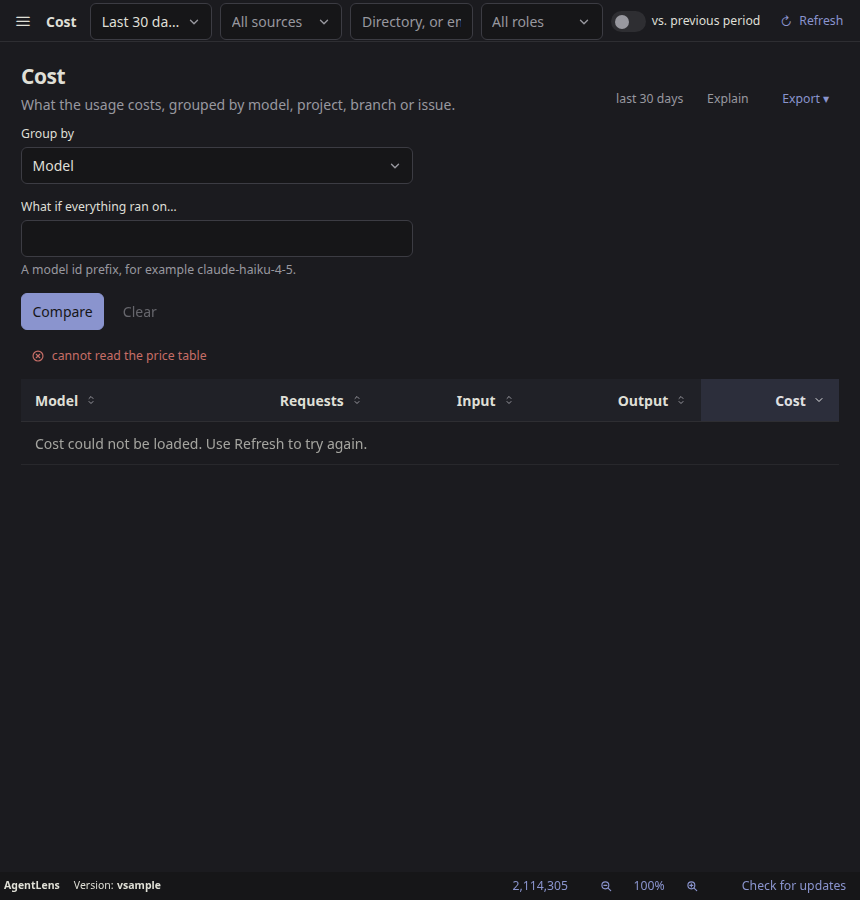 Cost
Last 30 da...
All sources
Directory, or er
All roles
vs. previous period
Refresh
Cost
What the usage costs, grouped by model, project, branch or issue.
last 30 days
Explain
Export ▾
Group by
Model
What if everything ran on...
A model id prefix, for example claude-haiku-4-5.
Compare
Clear
cannot read the price table
Model
Requests
Input
Output
Cost
Cost could not be loaded. Use Refresh to try again.
AgentLens
Version: vsample
2,114,305
100%
Check for updates